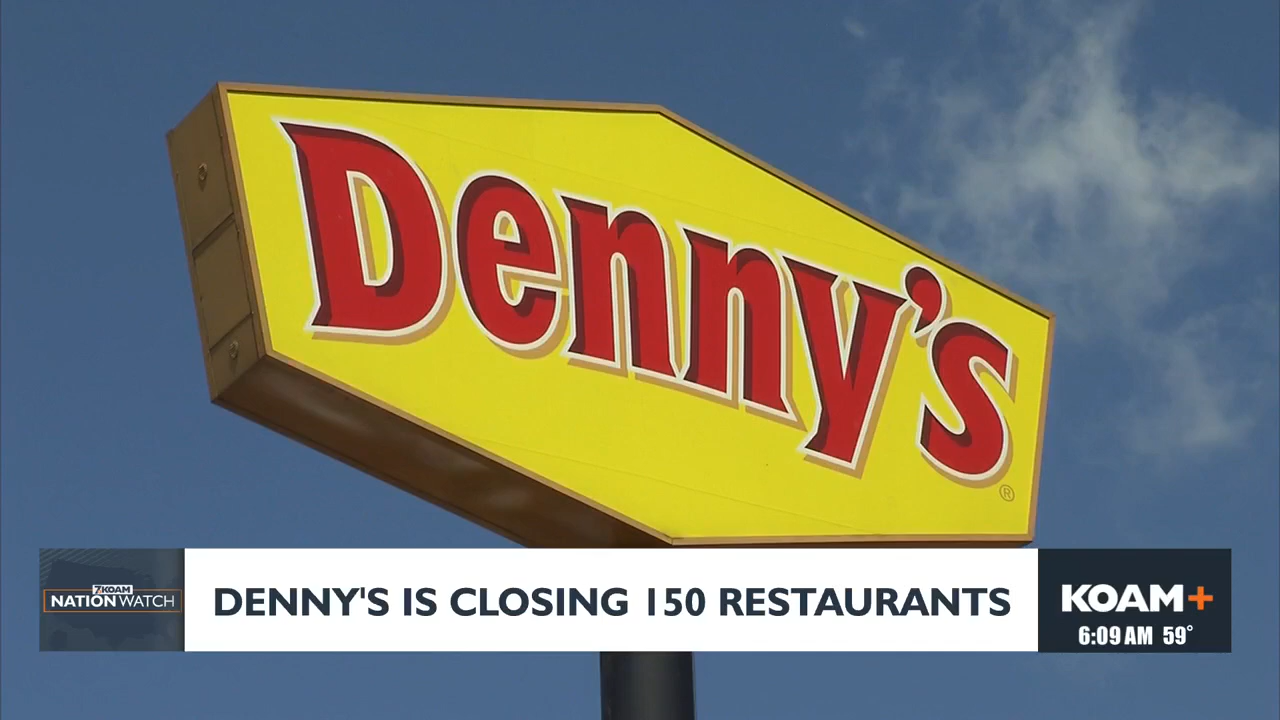 Denny's
®
7KOAM
NATION WATCH
DENNY'S IS CLOSING 150 RESTAURANTS
KOAM+
6:09 AM 59°